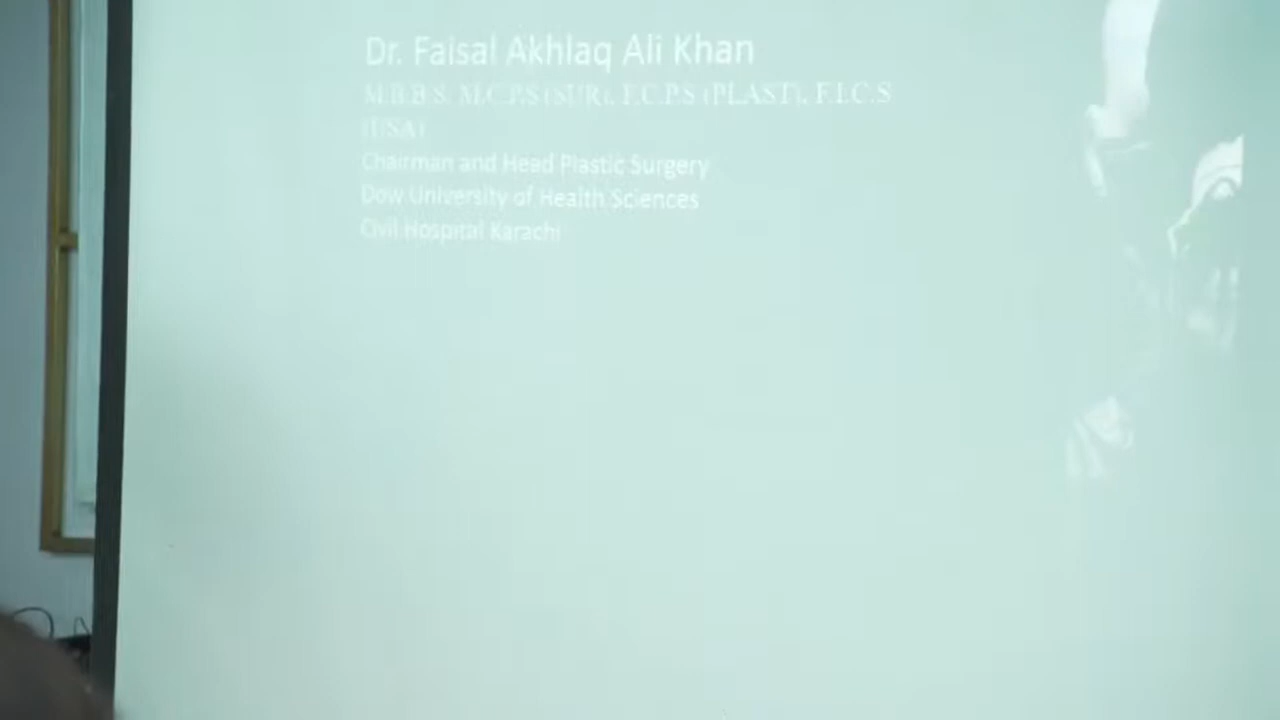 Dr. Faisal Akhlaq Ali Khan
M.B.B.S. M.C.P.S (SUR). F.C.P.S (PLAST). F.I.C.S
(USA)
Chairman and Head Plastic Surgery
Dow University of Health Sciences
Civil Hospital Karachi